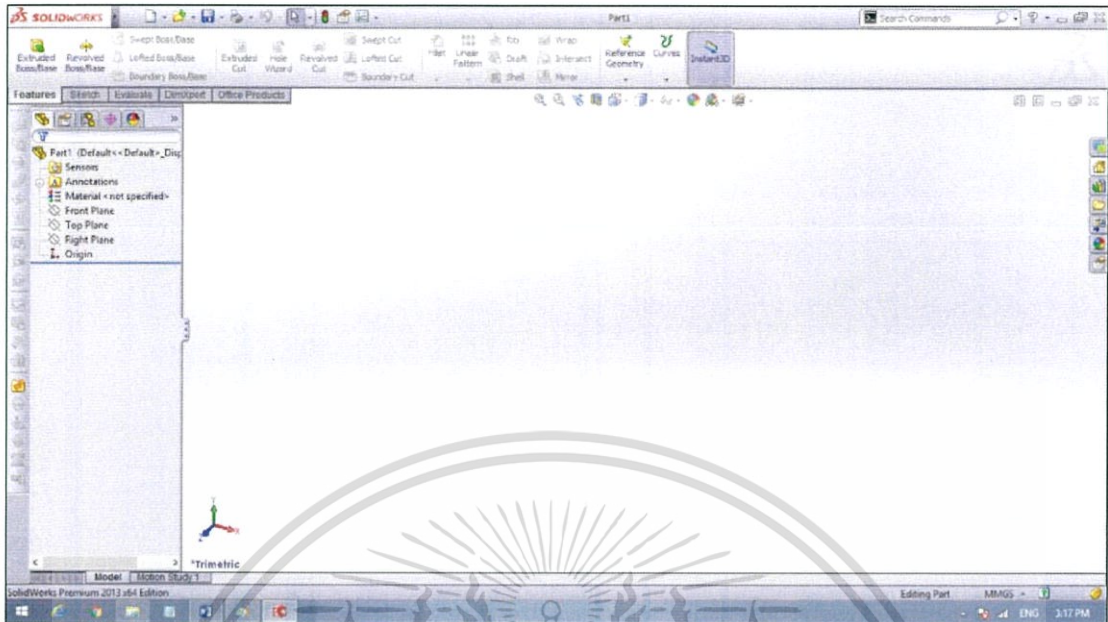 SOLIDWORKS
Part1
Search Commands
Extruded Boss/Base
Revolved Boss/Base
Swept Boss/Base
Lofted Boss/Base
Boundary Boss/Base
Extruded Cut
Hole Wizard
Revolved Cut
Swept Cut
Lofted Cut
Boundary Cut
Fillet
Linear Pattern
Rib
Draft
Shell
Wrap
Intersect
Mirror
Reference Geometry
Curves
Instant3D
Features Sketch Evaluate DimXpert Office Products
Part1 (Default<<Default>_Disp
Sensors
Annotations
Material <not specified>
Front Plane
Top Plane
Right Plane
Origin
*Trimetric
Model Motion Study 1
SolidWorks Premium 2013 x64 Edition
Editing Part
MMGS
ENG 3:17 PM